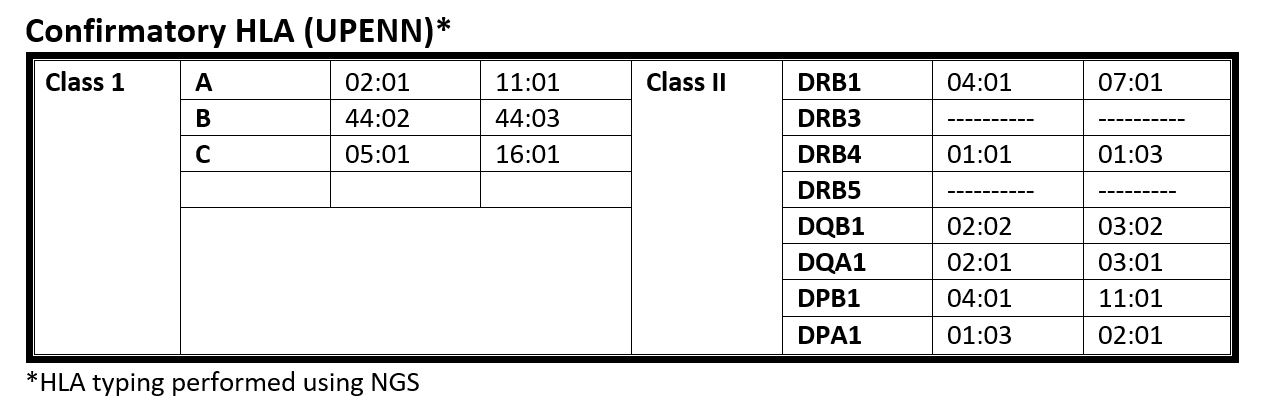 Confirmatory HLA (UPENN)*
Class 1 A 02:01 11:01 Class II DRB1 04:01 07:01
B 44:02 44:03 DRB3 ---------- ----------
C 05:01 16:01 DRB4 01:01 01:03
DRB5 ---------- ---------
DQB1 02:02 03:02
DQA1 02:01 03:01
DPB1 04:01 11:01
DPA1 01:03 02:01
*HLA typing performed using NGS